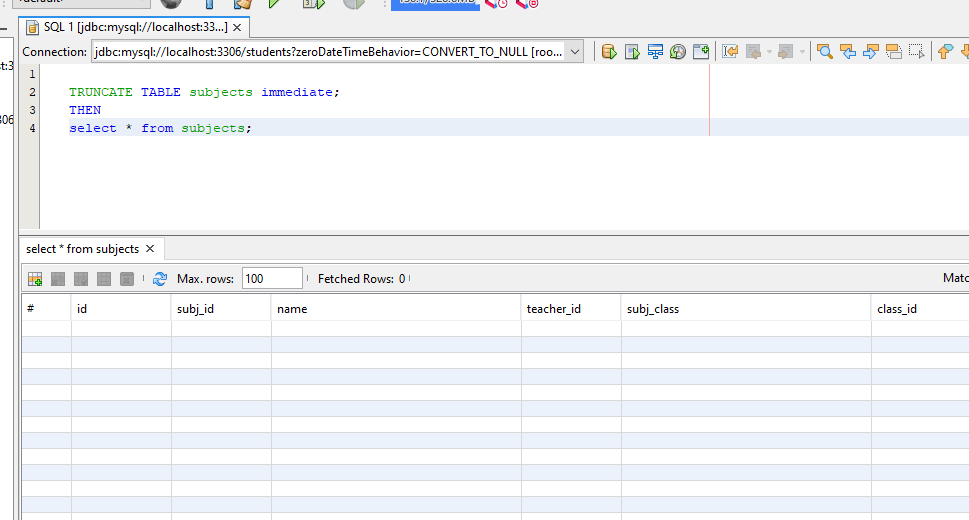 SQL 1 [jdbc:mysql://localhost:33...]
Connection: jdbc:mysql://localhost:3306/students?zeroDateTimeBehavior=CONVERT_TO_NULL [roo...
1
2 TRUNCATE TABLE subjects immediate;
3 THEN
4 select * from subjects;
select * from subjects
Max. rows: 100 Fetched Rows: 0
# id subj_id name teacher_id subj_class class_id